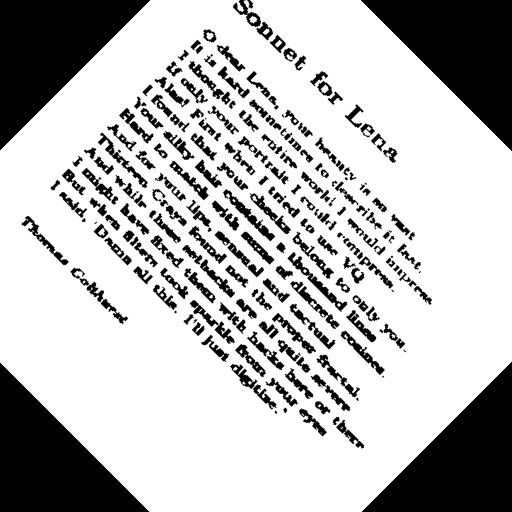 Sonnet for Lena
O dear Lena, your beauty is so vast
It is hard sometimes to describe it fast.
I thought the entire world I would impress
If only your portrait I could compress.
Alas! First when I tried to use VQ
I found that your cheeks belong to only you.
Your silky hair contains a thousand lines
Hard to match with sums of discrete cosines.
And for your lips, sensual and tactual
Thirteen Crays found not the proper fractal.
And while these setbacks are all quite severe
I might have fixed them with hacks here or there
But when filters took sparkle from your eyes
I said, 'Damn all this. I'll just digitize.'
Thomas Colthurst